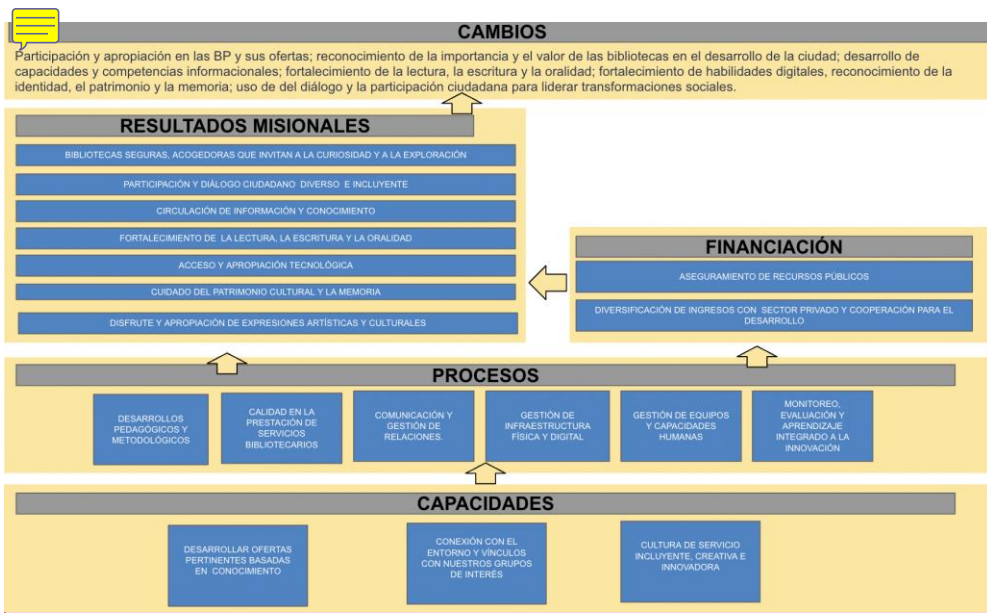 CAMBIOS
Participación y apropiación en las BP y sus ofertas; reconocimiento de la importancia y el valor de las bibliotecas en el desarrollo de la ciudad; desarrollo de
capacidades y competencias informacionales; fortalecimiento de la lectura, la escritura y la oralidad; fortalecimiento de habilidades digitales, reconocimiento de la
identidad, el patrimonio y la memoria; uso de del diálogo y la participación ciudadana para liderar transformaciones sociales.
RESULTADOS MISIONALES
BIBLIOTECAS SEGURAS, ACOGEDORAS QUE INVITAN A LA CURIOSIDAD Y A LA EXPLORACIÓN
PARTICIPACIÓN Y DIÁLOGO CIUDADANO DIVERSO E INCLUYENTE
CIRCULACIÓN DE INFORMACIÓN Y CONOCIMIENTO
FORTALECIMIENTO DE LA LECTURA, LA ESCRITURA Y LA ORALIDAD
ACCESO Y APROPIACIÓN TECNOLÓGICA
CUIDADO DEL PATRIMONIO CULTURAL Y LA MEMORIA
DISFRUTE Y APROPIACIÓN DE EXPRESIONES ARTÍSTICAS Y CULTURALES
FINANCIACIÓN
ASEGURAMIENTO DE RECURSOS PÚBLICOS
DIVERSIFICACIÓN DE INGRESOS CON SECTOR PRIVADO Y COOPERACIÓN PARA EL
DESARROLLO
PROCESOS
DESARROLLOS
PEDAGÓGICOS Y
METODOLÓGICOS
CALIDAD EN LA
PRESTACIÓN DE
SERVICIOS
BIBLIOTECARIOS
COMUNICACIÓN Y
GESTIÓN DE
RELACIONES.
GESTIÓN DE
INFRAESTRUCTURA
FÍSICA Y DIGITAL
GESTIÓN DE EQUIPOS
Y CAPACIDADES
HUMANAS
MONITOREO,
EVALUACIÓN Y
APRENDIZAJE
INTEGRADO A LA
INNOVACIÓN
CAPACIDADES
DESARROLLAR OFERTAS
PERTINENTES BASADAS
EN CONOCIMIENTO
CONEXIÓN CON EL
ENTORNO Y VÍNCULOS
CON NUESTROS GRUPOS
DE INTERÉS
CULTURA DE SERVICIO
INCLUYENTE, CREATIVA E
INNOVADORA